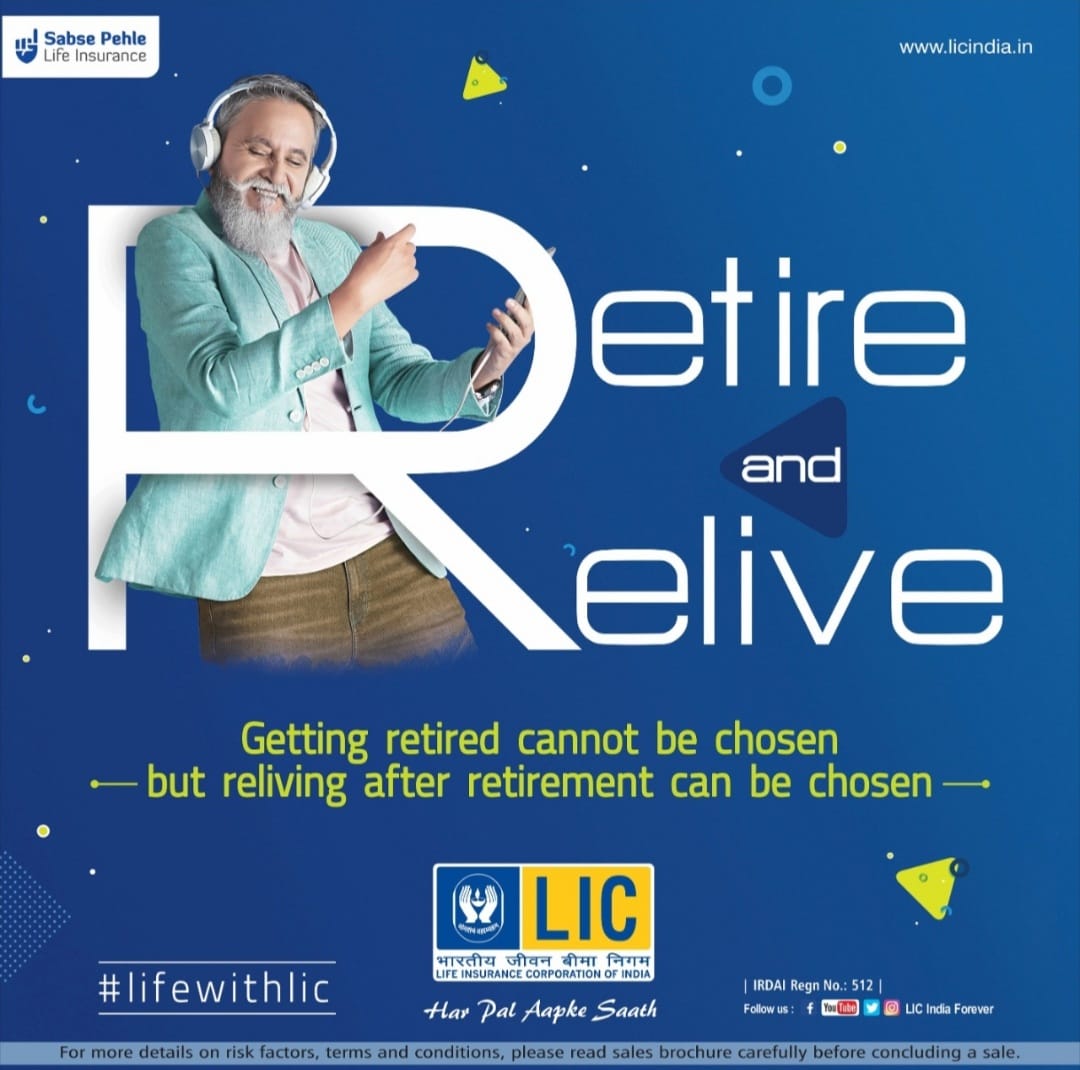 Sabse Pehle
Life Insurance
www.licindia.in
Retire
and
Relive
Getting retired cannot be chosen
but reliving after retirement can be chosen
LIC
भारतीय जीवन बीमा निगम
LIFE INSURANCE CORPORATION OF INDIA
Har Pal Aapke Saath
#lifewithlic
| IRDAI Regn No.: 512 |
Follow us : f YouTube LIC India Forever
For more details on risk factors, terms and conditions, please read sales brochure carefully before concluding a sale.